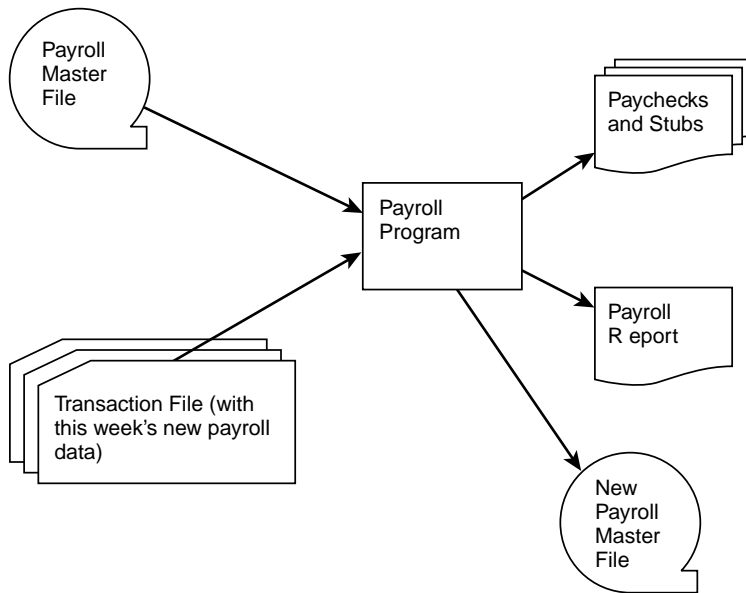 Payroll
Master
File
Paychecks
and Stubs
Payroll
Program
Payroll
R eport
Transaction File (with
this week's new payroll
data)
New
Payroll
Master
File